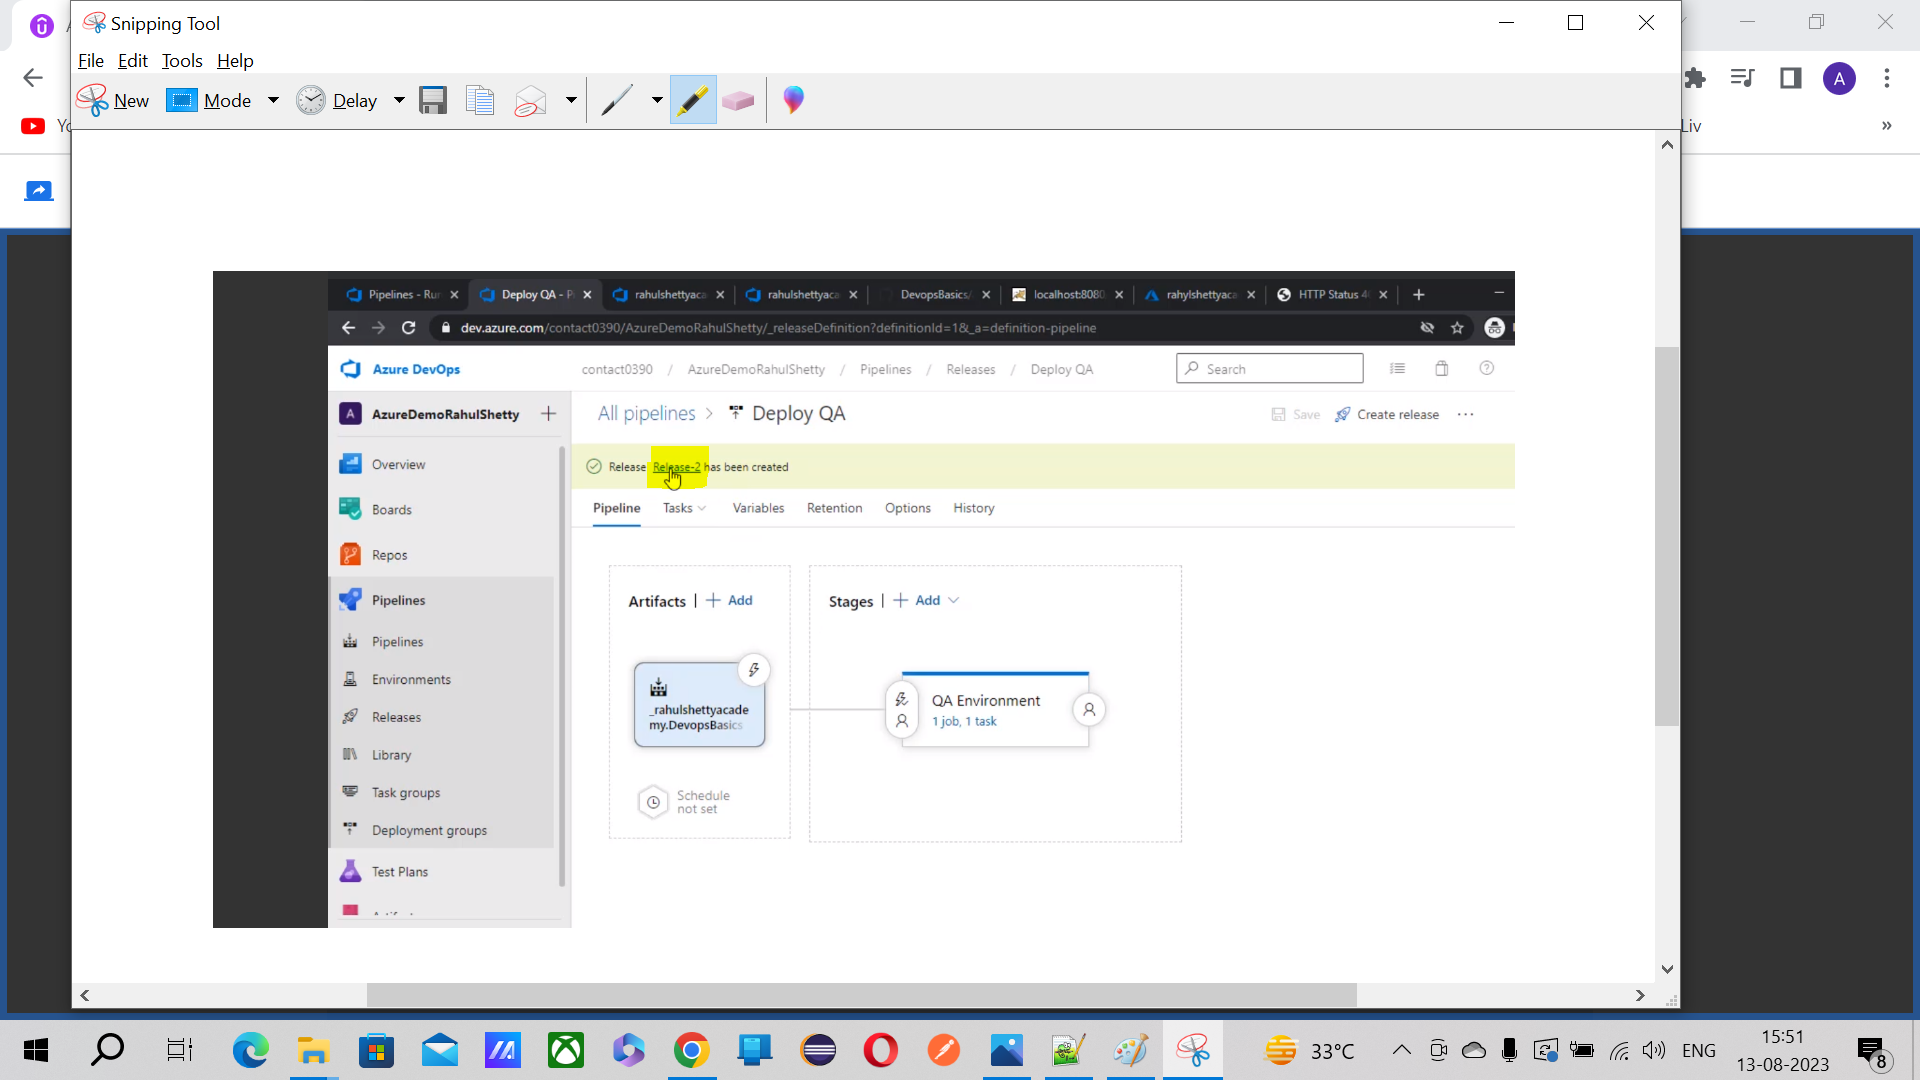 Snipping Tool
File Edit Tools Help
New Mode Delay
Liv
»
A
Pipelines - Rur Deploy QA - P rahulshettyaca rahulshettyaca DevopsBasics/ localhost:8080 rahylshettyaca HTTP Status 4
dev.azure.com/contact0390/AzureDemoRahulShetty/_releaseDefinition?definitionId=1&_a=definition-pipeline
Azure DevOps contact0390 / AzureDemoRahulShetty / Pipelines / Releases / Deploy QA Search
A AzureDemoRahulShetty + All pipelines > Deploy QA Save Create release ...
Overview
Release Release-2 has been created
Boards
Pipeline Tasks Variables Retention Options History
Repos
Pipelines
Artifacts | + Add Stages | + Add
Pipelines
Environments
Releases
Library
Task groups
Deployment groups
Test Plans
_rahulshettyacade
my.DevopsBasics
QA Environment
1 job, 1 task
Schedule
not set
33°C ENG
15:51
13-08-2023
8